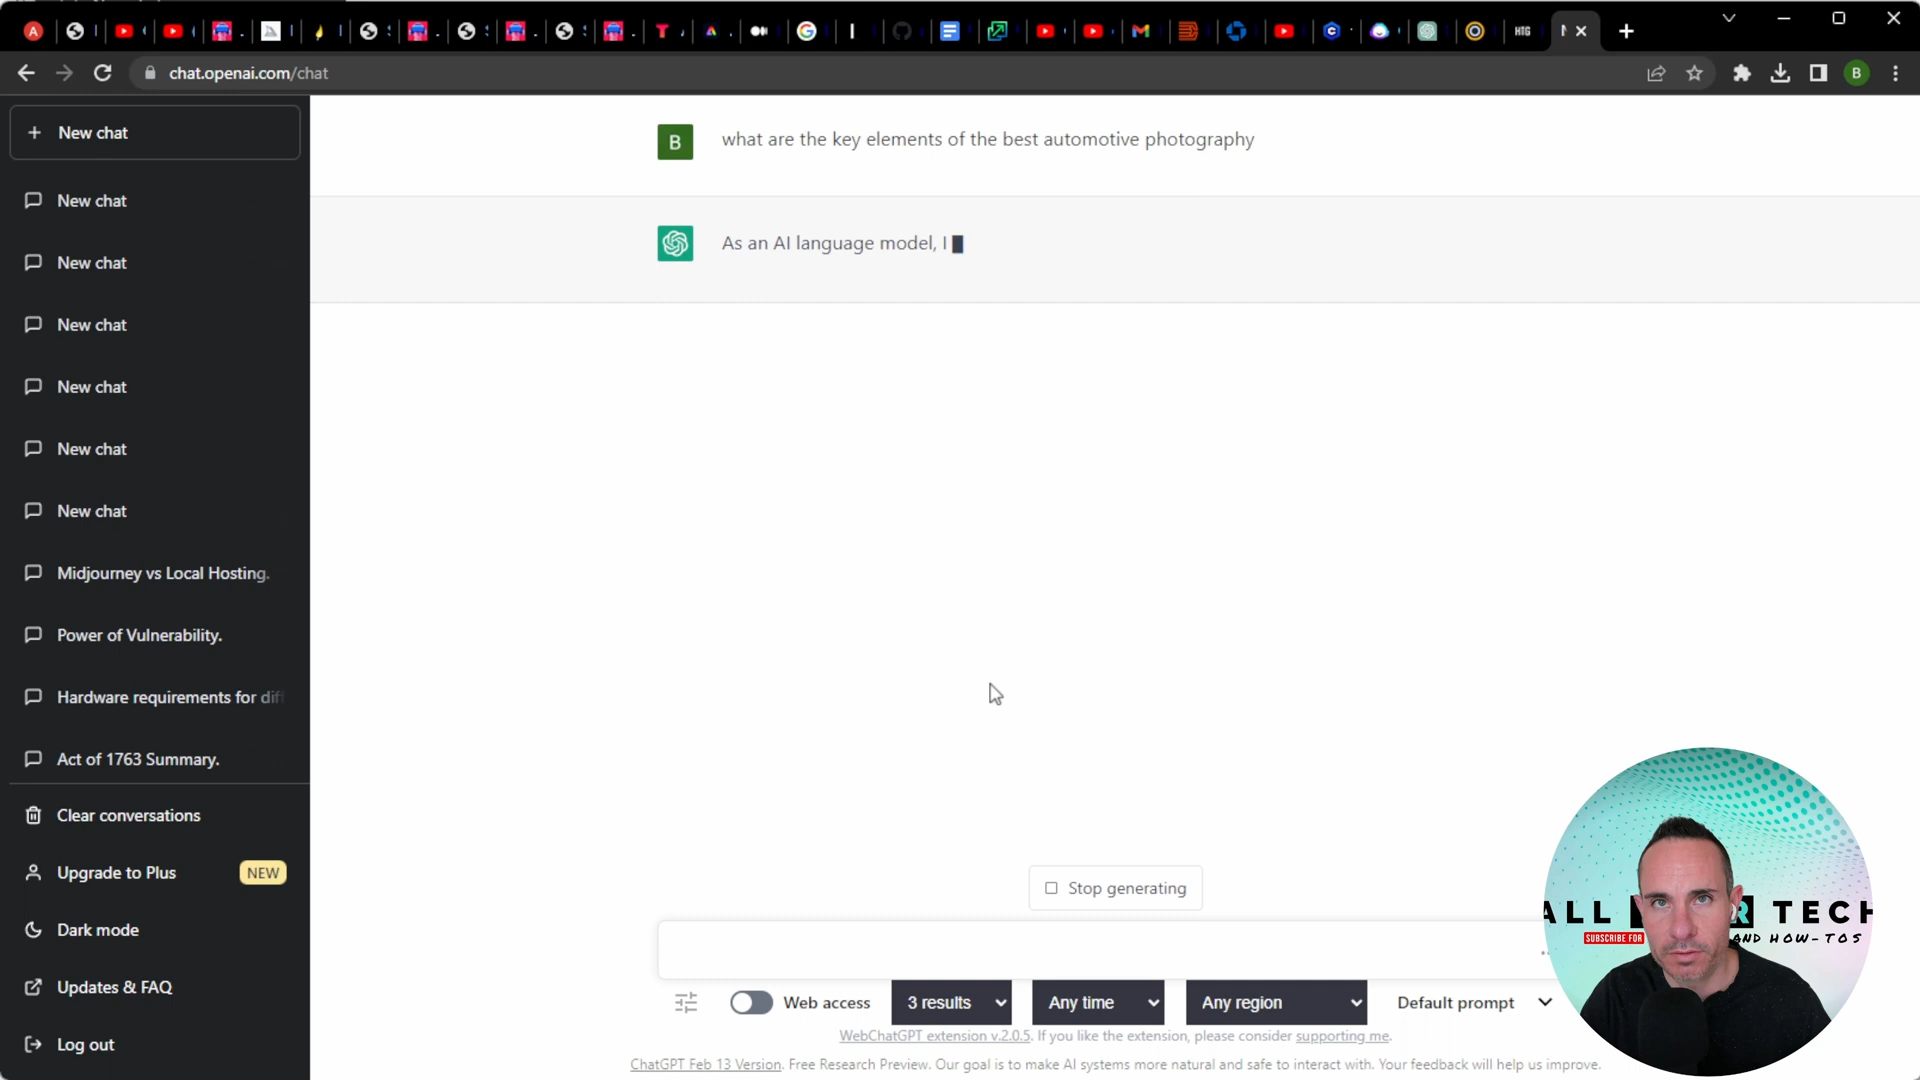 chat.openai.com/chat
B
New chat
New chat
New chat
New chat
New chat
New chat
New chat
Midjourney vs Local Hosting.
Power of Vulnerability.
Hardware requirements for diff
Act of 1763 Summary.
Clear conversations
Upgrade to Plus NEW
Dark mode
Updates & FAQ
Log out
B what are the key elements of the best automotive photography
As an AI language model, I
Stop generating
Web access 3 results Any time Any region Default prompt
WebChatGPT extension v.2.0.5. If you like the extension, please consider supporting me.
ChatGPT Feb 13 Version. Free Research Preview. Our goal is to make AI systems more natural and safe to interact with. Your feedback will help us improve.
ALL TECH
SUBSCRIBE FOR AND HOW-TOS
HTG